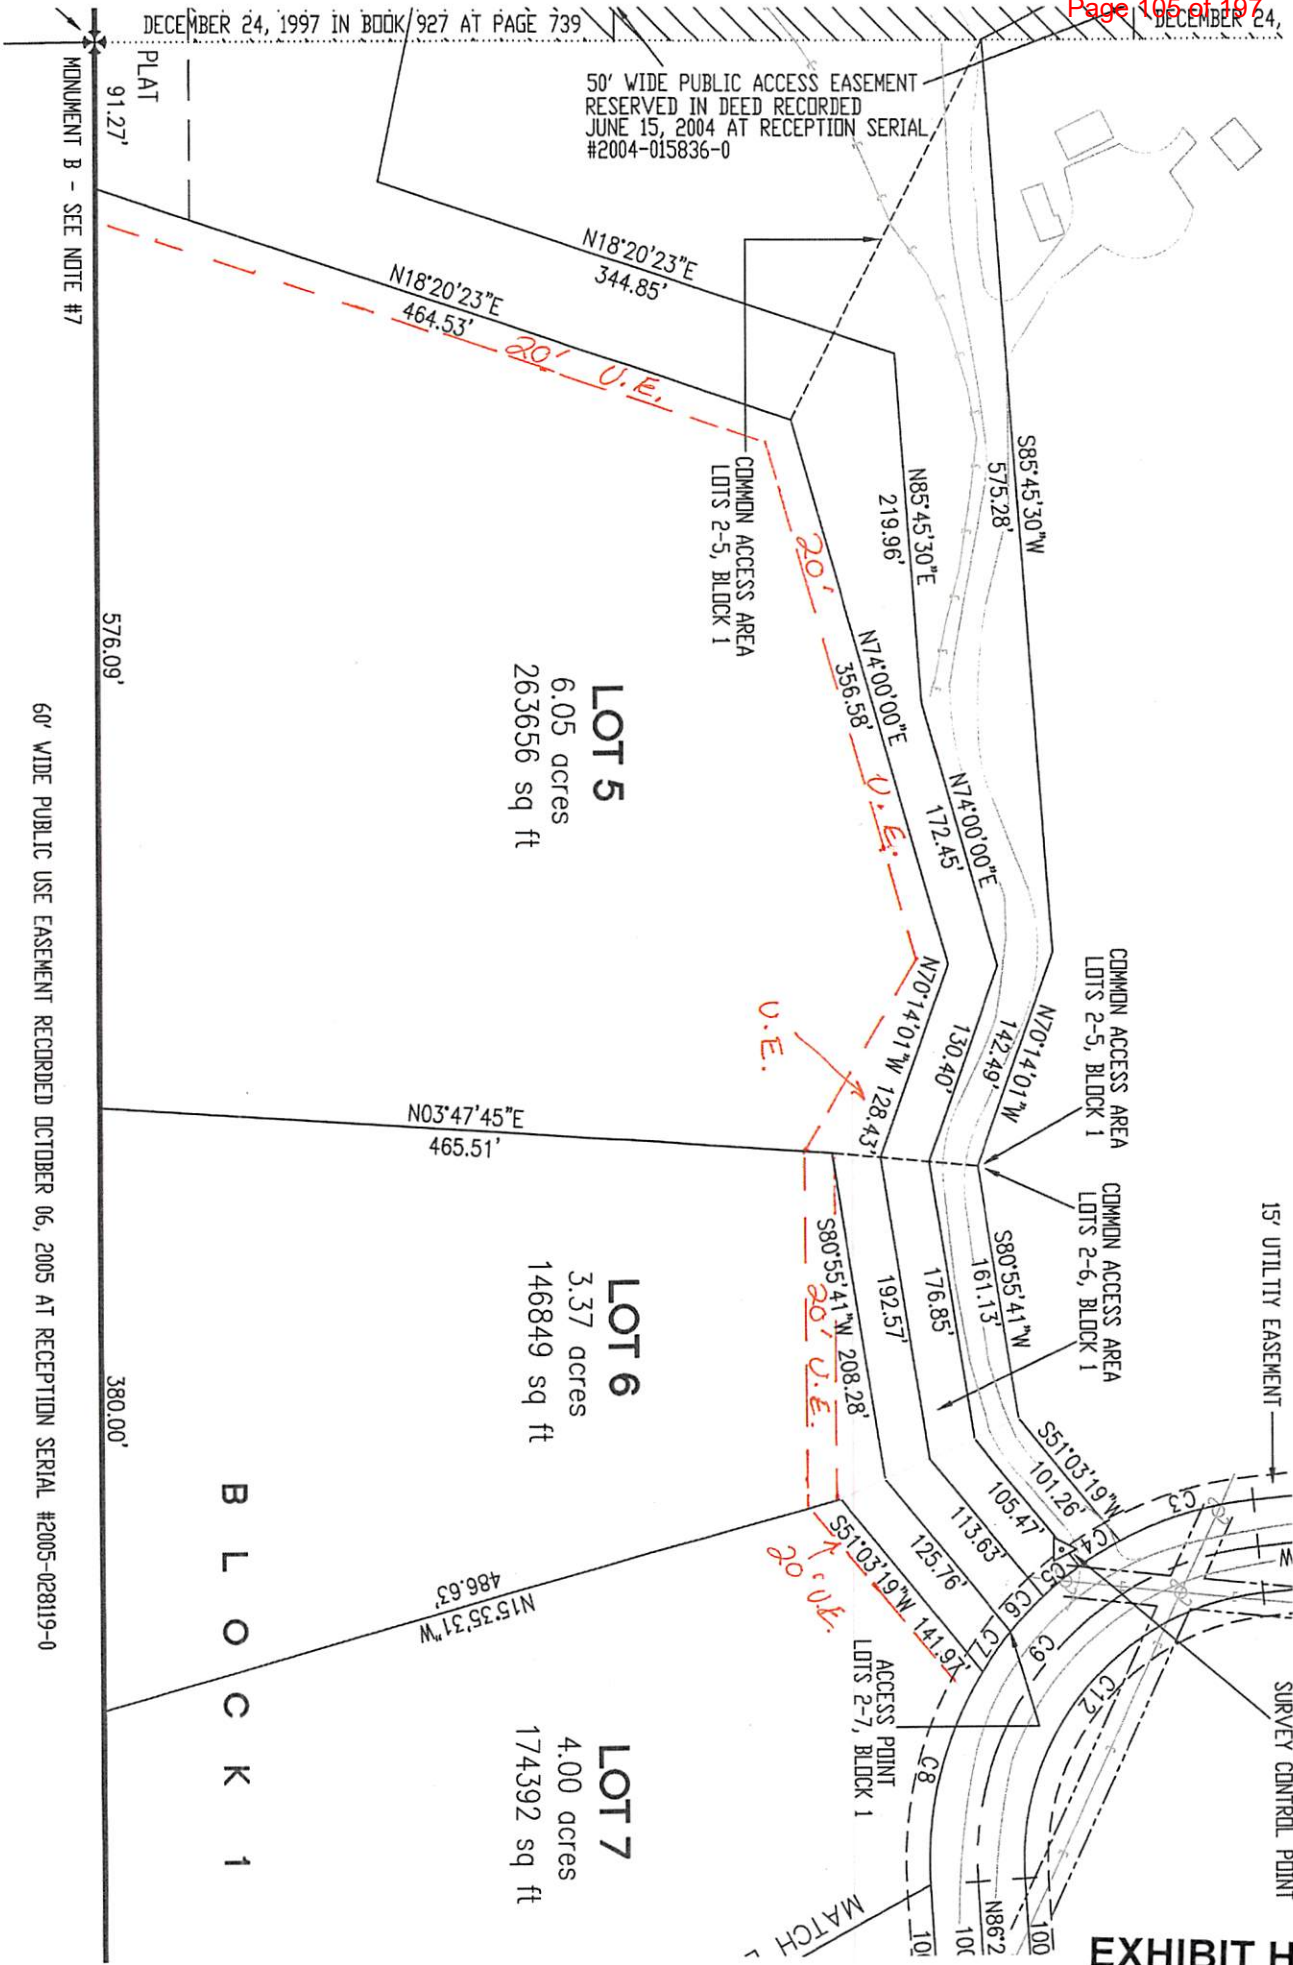 Page 105 of 197
DECEMBER 24, 1997 IN BOOK 927 AT PAGE 739
DECEMBER 24,
50' WIDE PUBLIC ACCESS EASEMENT
RESERVED IN DEED RECORDED
JUNE 15, 2004 AT RECEPTION SERIAL
#2004-015836-0
PLAT
91.27'
MONUMENT B - SEE NOTE #7
N18°20'23"E
344.85'
N18°20'23"E
464.53'
20' U.E.
COMMON ACCESS AREA
LOTS 2-5, BLOCK 1
S85°45'30"W
575.28'
N85°45'30"E
219.96'
20' U.E.
N74°00'00"E
356.58'
N74°00'00"E
172.45'
LOT 5
6.05 acres
263656 sq ft
576.09'
60' WIDE PUBLIC USE EASEMENT RECORDED OCTOBER 06, 2005 AT RECEPTION SERIAL #2005-028119-0
COMMON ACCESS AREA
LOTS 2-5, BLOCK 1
N70°14'01"W
142.49'
130.40'
N70°14'01"W 128.43'
U.E.
N03°47'45"E
465.51'
COMMON ACCESS AREA
LOTS 2-6, BLOCK 1
15' UTILITY EASEMENT
S80°55'41"W
161.13'
176.85'
192.57'
S80°55'41"W 208.28'
20' U.E.
LOT 6
3.37 acres
146849 sq ft
380.00'
S51°03'19"W
101.26'
105.47'
113.63'
125.76'
S51°03'19"W 141.97'
20' U.E.
C3
C4
C5
C6
C7
C8
C9
C12
W
SURVEY CONTROL POINT
ACCESS POINT
LOTS 2-7, BLOCK 1
N15°35'31"W
486.63'
LOT 7
4.00 acres
174392 sq ft
BLOCK 1
MATCH
N86°2
100
100
100
EXHIBIT H